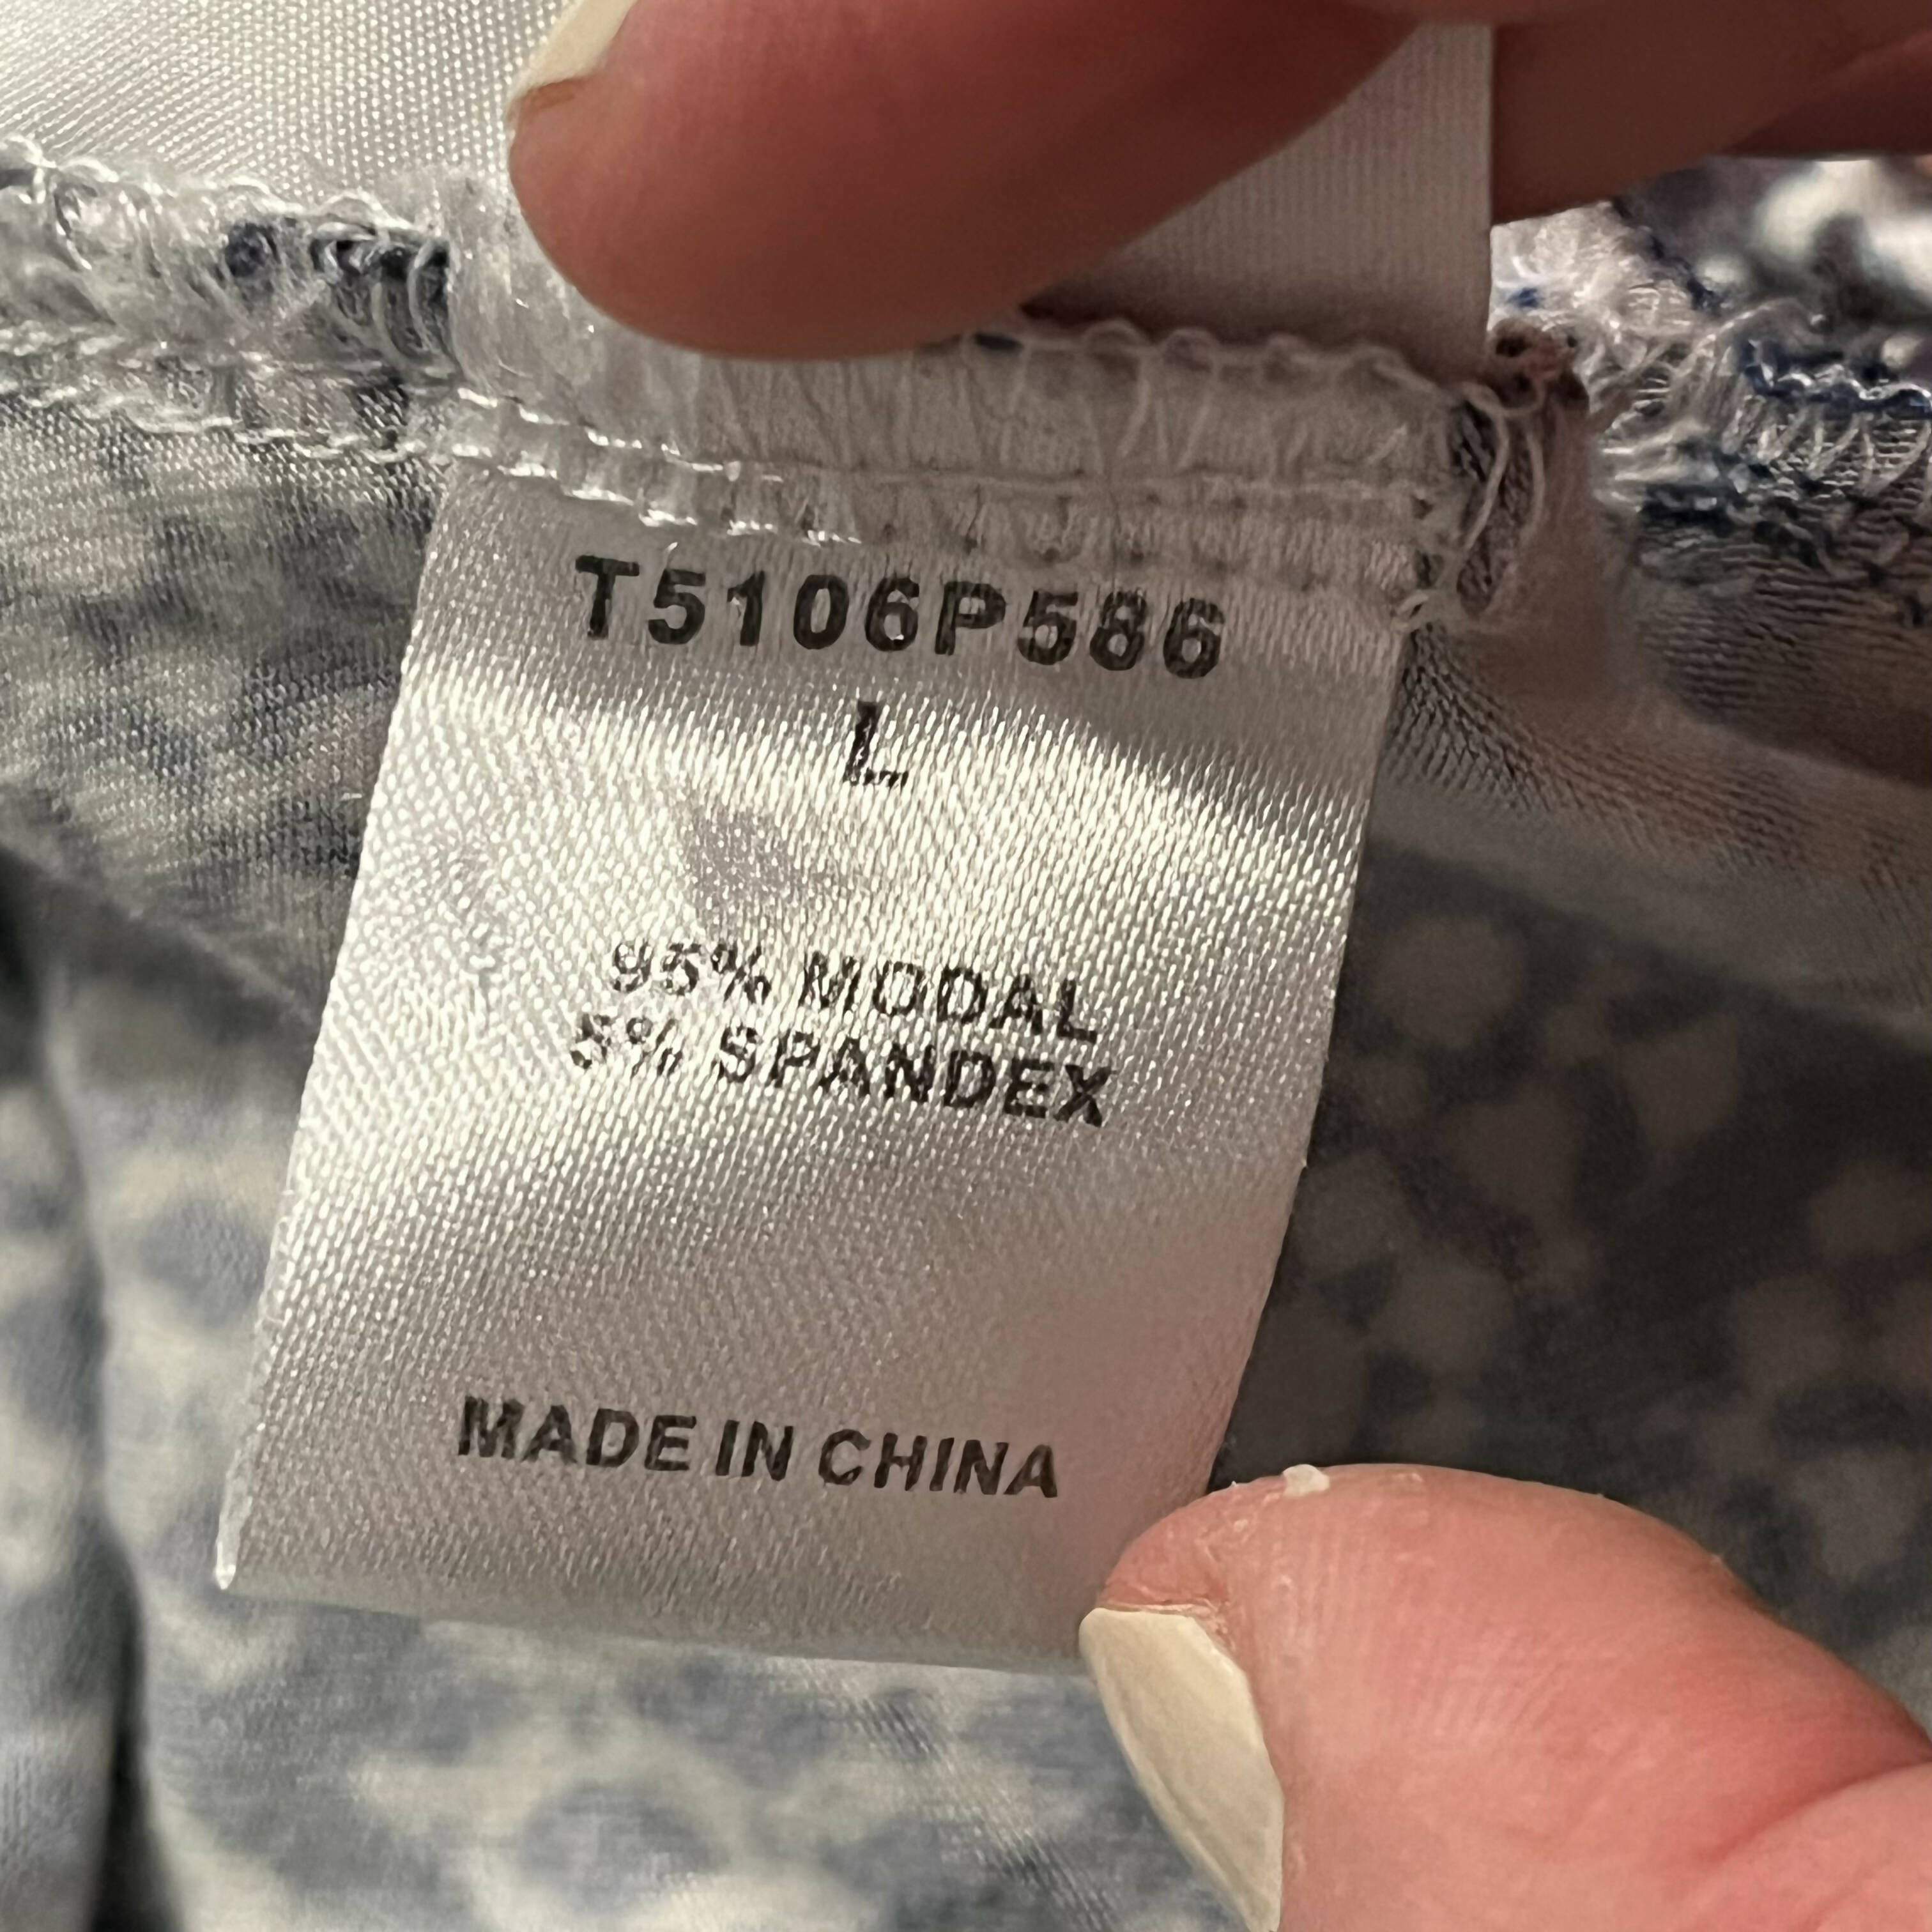 T5106P586
L
95% MODAL
5% SPANDEX
MADE IN CHINA